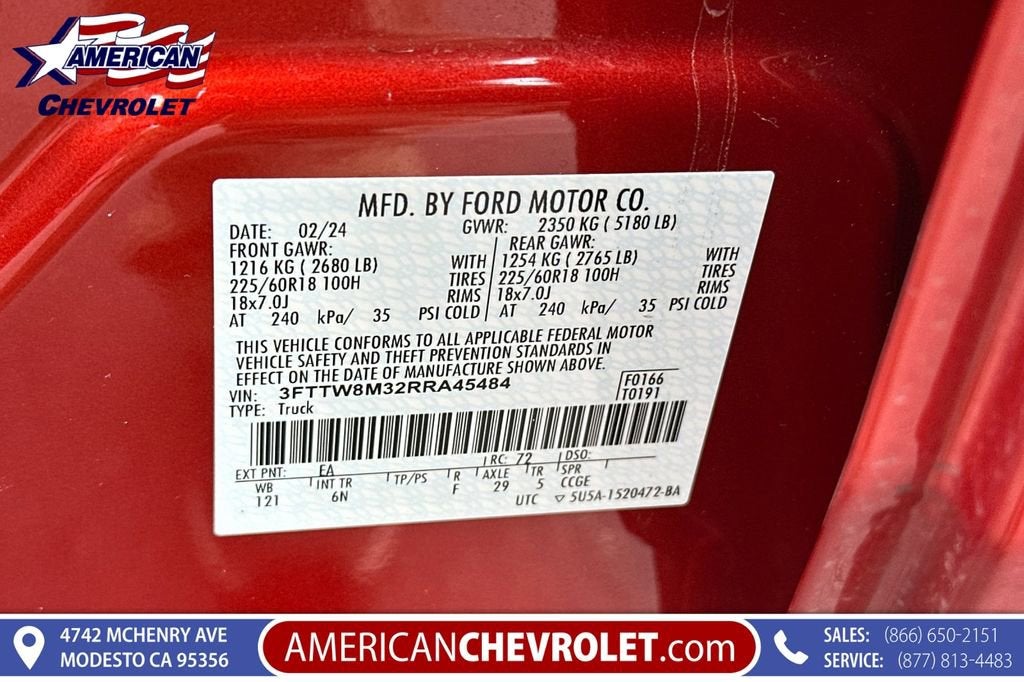 AMERICAN
CHEVROLET
MFD. BY FORD MOTOR CO.
DATE: 02/24 GVWR: 2350 KG ( 5180 LB)
FRONT GAWR: REAR GAWR:
1216 KG ( 2680 LB) WITH 1254 KG ( 2765 LB) WITH
225/60R18 100H TIRES 225/60R18 100H TIRES
18x7.0J RIMS 18x7.0J RIMS
AT 240 kPa/ 35 PSI COLD AT 240 kPa/ 35 PSI COLD
THIS VEHICLE CONFORMS TO ALL APPLICABLE FEDERAL MOTOR
VEHICLE SAFETY AND THEFT PREVENTION STANDARDS IN
EFFECT ON THE DATE OF MANUFACTURE SHOWN ABOVE.
VIN: 3FTTW8M32RRA45484 F0166
TYPE: Truck T0191
EXT PNT: EA RC: 72 DSO:
WB INT TR TP/PS R AXLE TR SPR
121 6N F 29 5 CCGE
UTC ▽ 5U5A-1520472-BA
4742 MCHENRY AVE
MODESTO CA 95356
AMERICANCHEVROLET.com
SALES: (866) 650-2151
SERVICE: (877) 813-4483